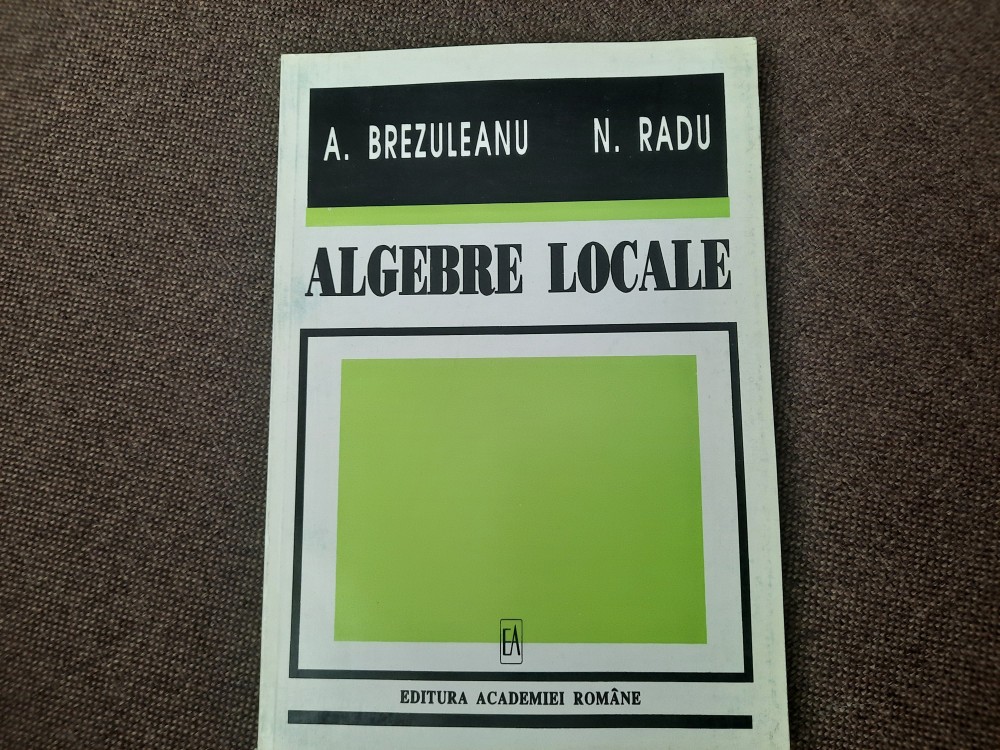 A. BREZULEANU N. RADU
ALGEBRE LOCALE
EA
EDITURA ACADEMIEI ROMÂNE